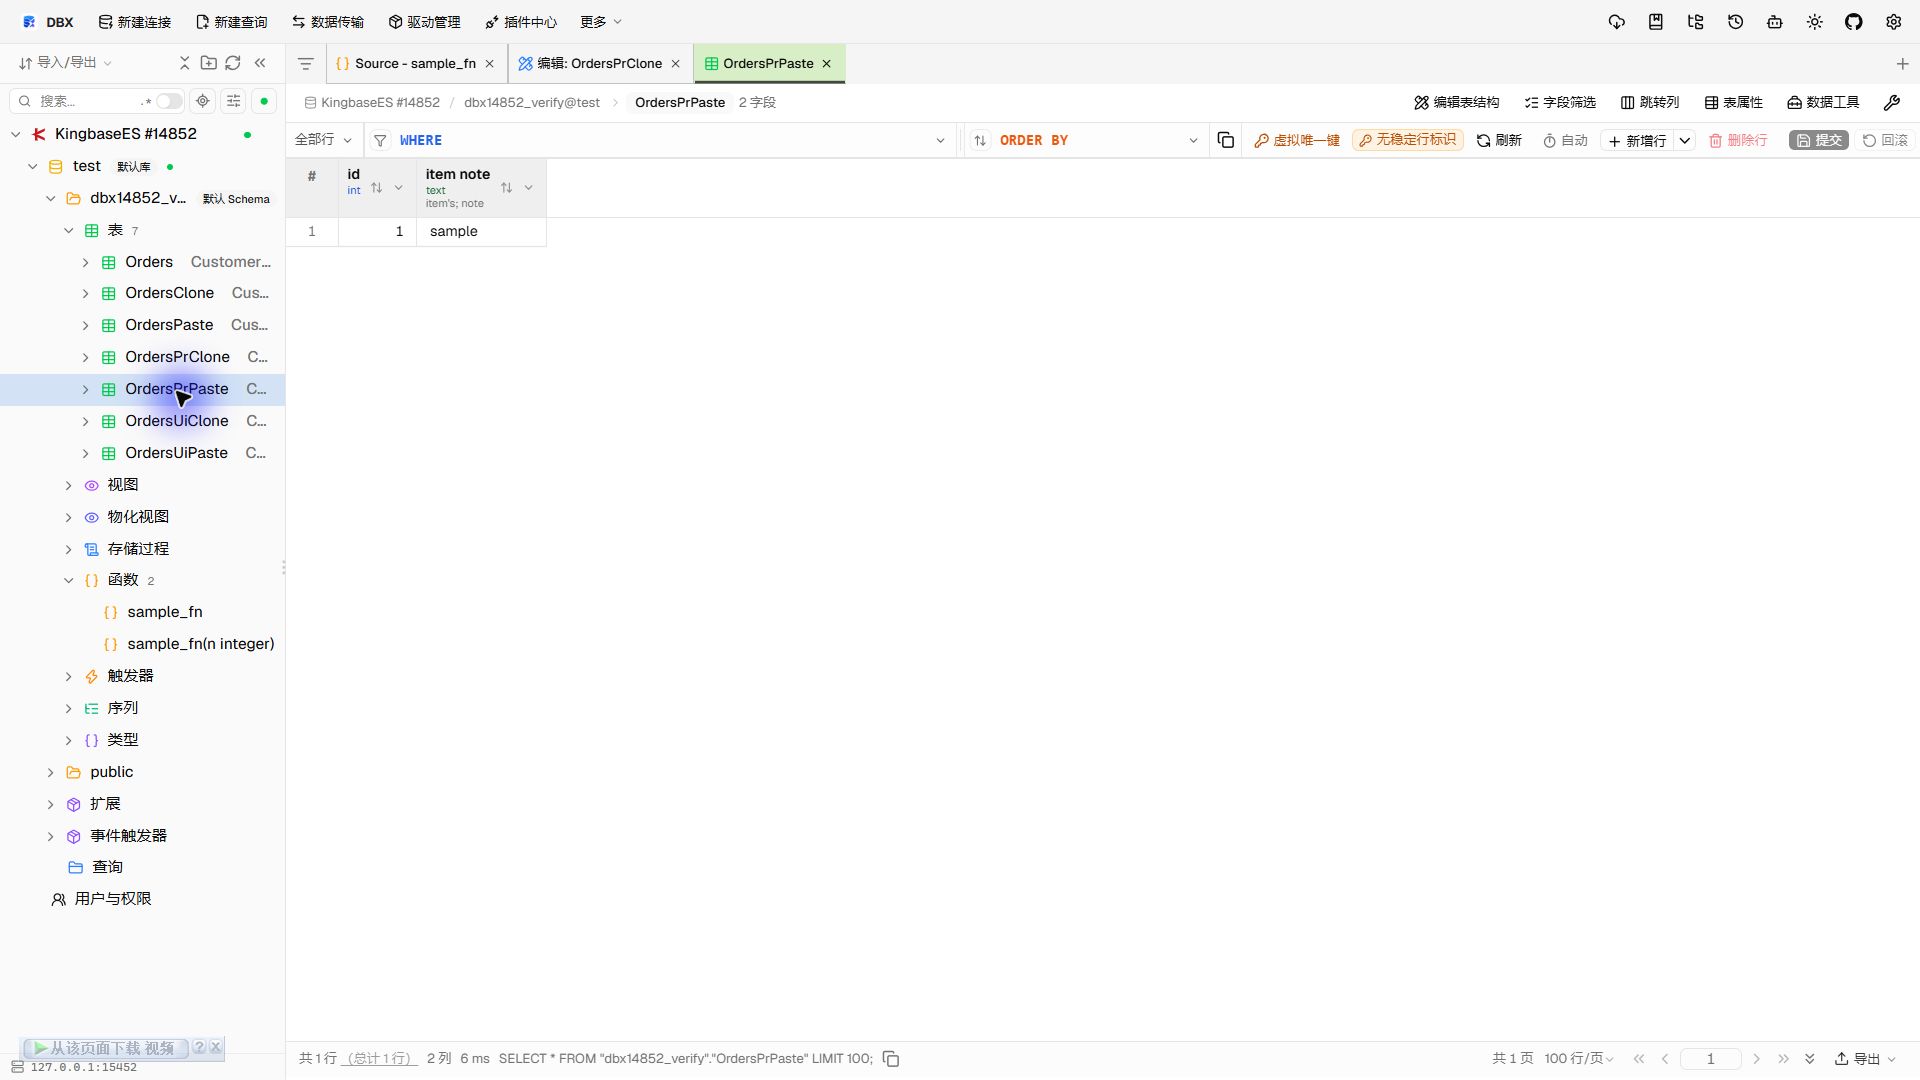 DBX 新建连接 新建查询 数据传输 驱动管理 插件中心 更多
导入/导出
Source - sample_fn 编辑: OrdersPrClone OrdersPrPaste
搜索... .*
KingbaseES #14852 / dbx14852_verify@test > OrdersPrPaste 2 字段 编辑表结构 字段筛选 跳转列 表属性 数据工具
全部行 WHERE ORDER BY 虚拟唯一键 无稳定行标识 刷新 自动 新增行 删除行 提交 回滚
KingbaseES #14852
test 默认库
dbx14852_v... 默认 Schema
表 7
Orders Customer...
OrdersClone Cus...
OrdersPaste Cus...
OrdersPrClone C...
OrdersPrPaste C...
OrdersUiClone C...
OrdersUiPaste C...
视图
物化视图
存储过程
函数 2
sample_fn
sample_fn(n integer)
触发器
序列
类型
public
扩展
事件触发器
查询
用户与权限
# id item note
int text
item's; note
1 1 sample
从该页面下载 视频 ? X
127.0.0.1:15452
共 1 行 (总计 1 行) 2 列 6 ms SELECT * FROM "dbx14852_verify"."OrdersPrPaste" LIMIT 100; 共 1 页 100 行/页 1 导出